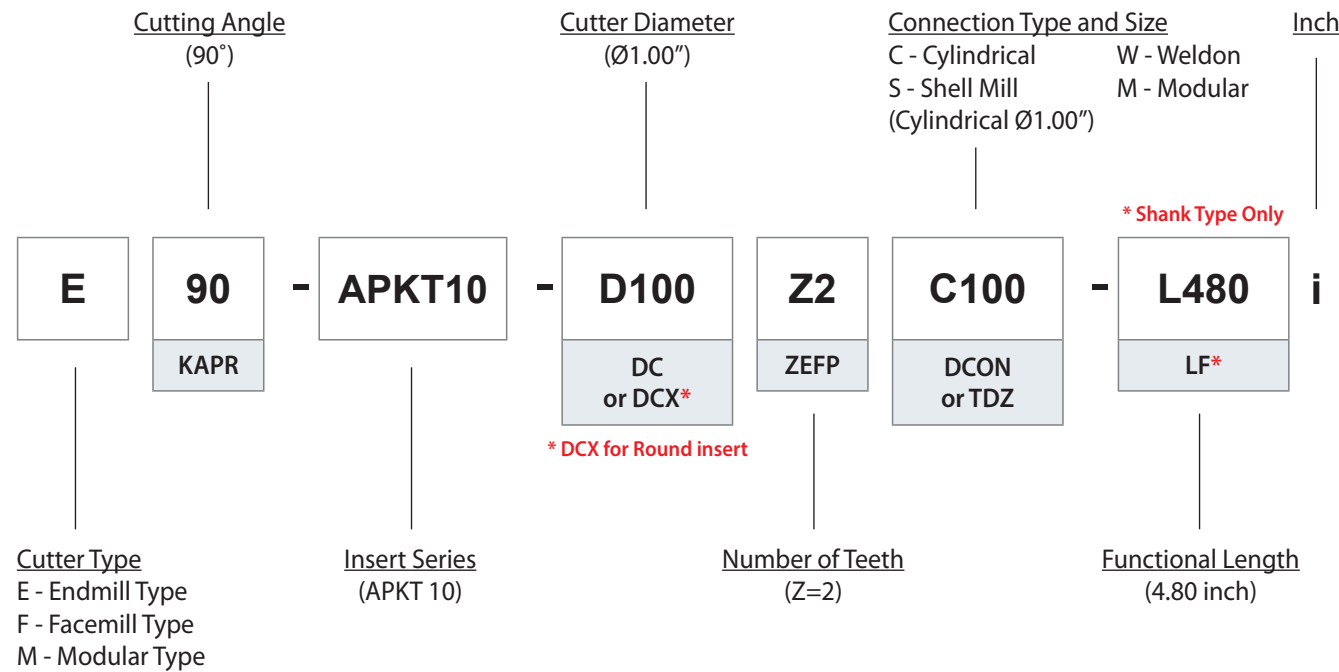 Cutting Angle
(90˚)
Cutter Diameter
(Ø1.00”)
Connection Type and Size
C - Cylindrical
W - Weldon
S - Shell Mill
M - Modular
(Cylindrical Ø1.00”)
Inch
* Shank Type Only
E
90
-
APKT10
-
D100
Z2
C100
-
L480
i
KAPR
DC
or DCX*
ZEFP
DCON
or TDZ
LF*
* DCX for Round insert
Cutter Type
E - Endmill Type
F - Facemill Type
M - Modular Type
Insert Series
(APKT 10)
Number of Teeth
(Z=2)
Functional Length
(4.80 inch)